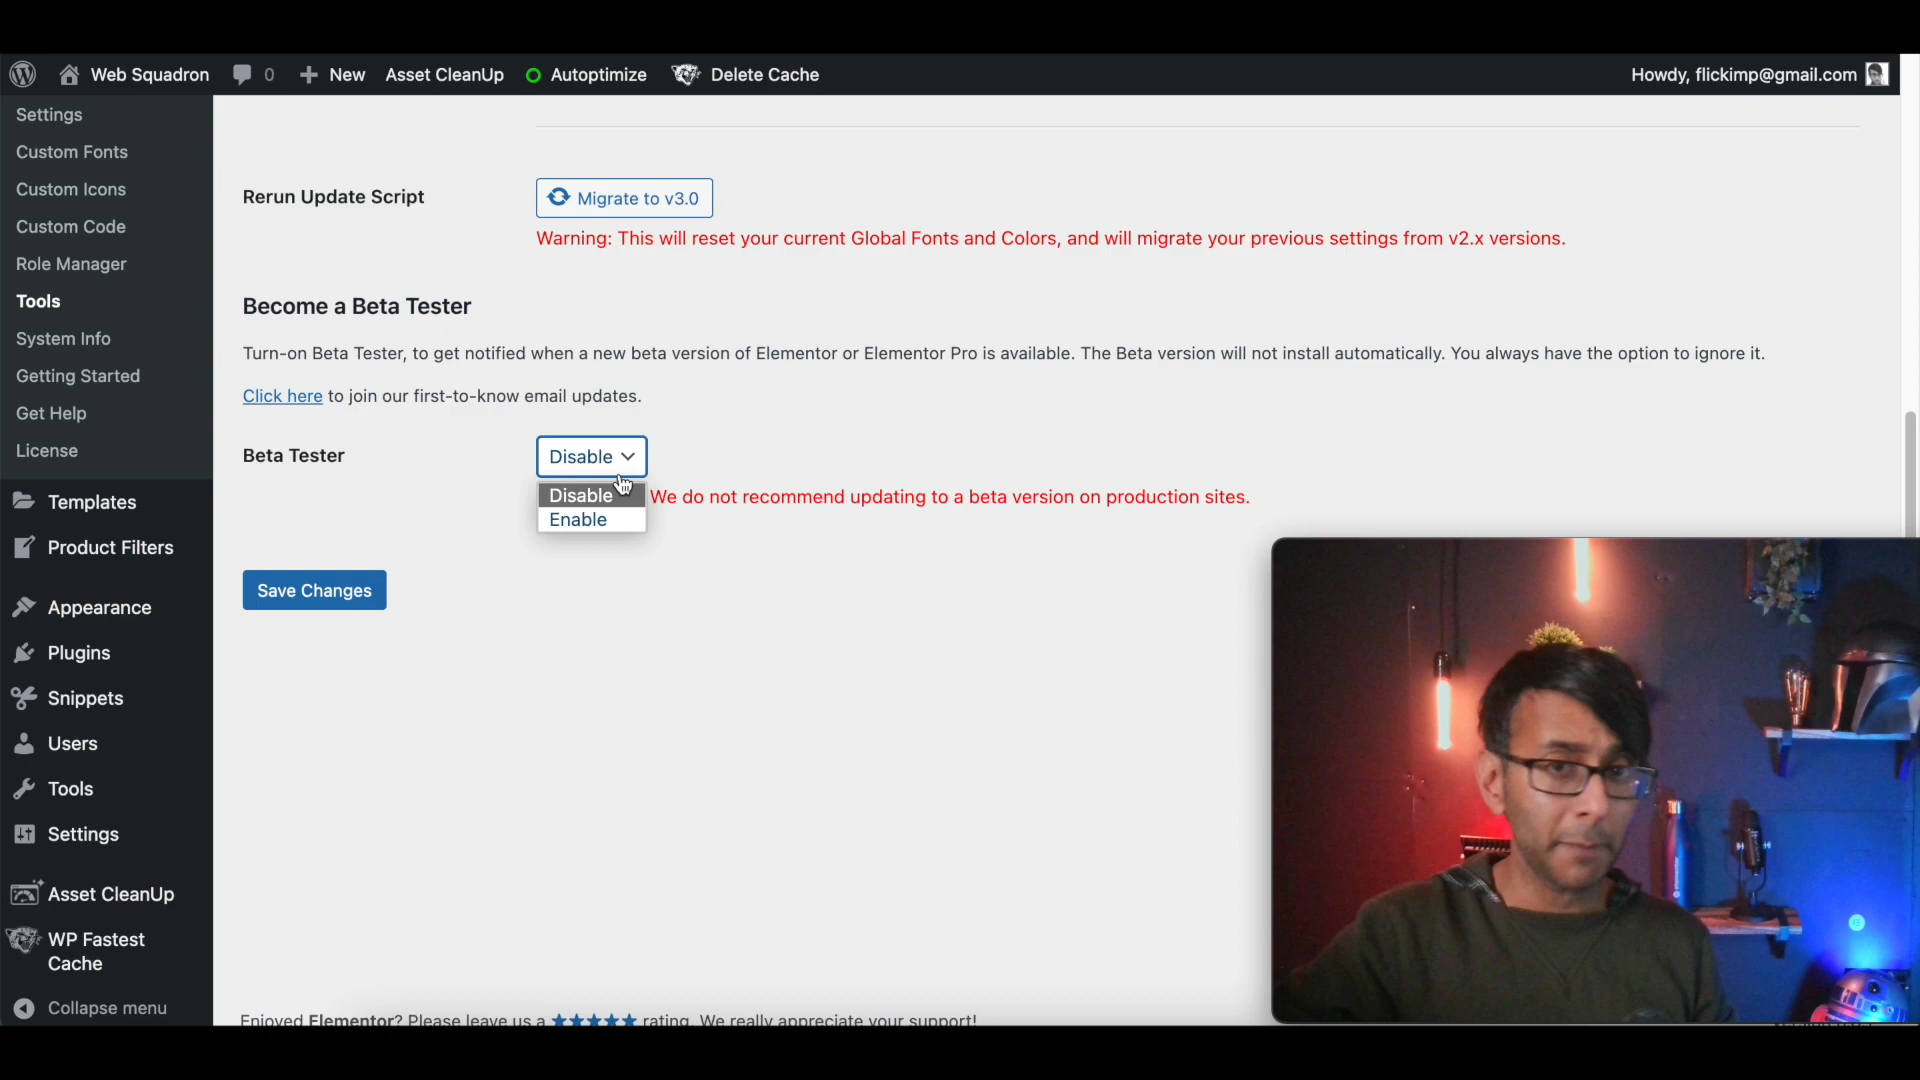 Web Squadron
0
New
Asset CleanUp
Autoptimize
Delete Cache
Howdy, flickimp@gmail.com
Settings
Custom Fonts
Custom Icons
Custom Code
Role Manager
Tools
System Info
Getting Started
Get Help
License
Templates
Product Filters
Appearance
Plugins
Snippets
Users
Tools
Settings
Asset CleanUp
WP Fastest
Cache
Collapse menu
Rerun Update Script
Migrate to v3.0
Warning: This will reset your current Global Fonts and Colors, and will migrate your previous settings from v2.x versions.
Become a Beta Tester
Turn-on Beta Tester, to get notified when a new beta version of Elementor or Elementor Pro is available. The Beta version will not install automatically. You always have the option to ignore it.
Click here to join our first-to-know email updates.
Beta Tester
Disable
Disable
Enable
We do not recommend updating to a beta version on production sites.
Save Changes
Enjoyed Elementor? Please leave us a ★★★★★ rating. We really appreciate your support!